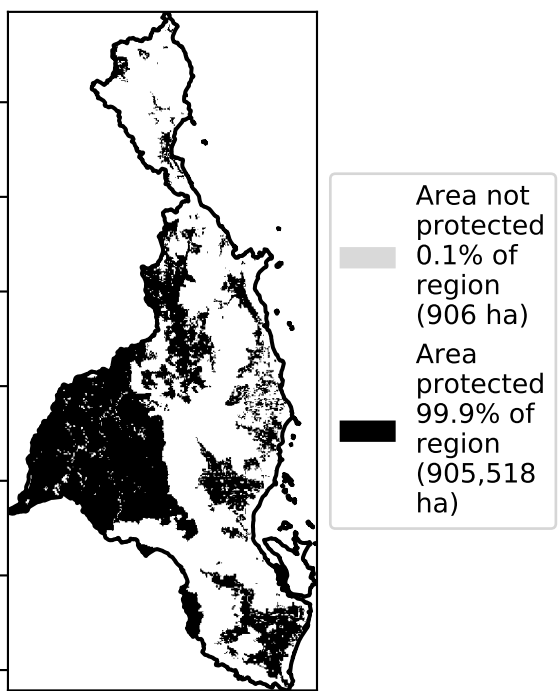 Area not
protected
0.1% of
region
(906 ha)
Area
protected
99.9% of
region
(905,518
ha)